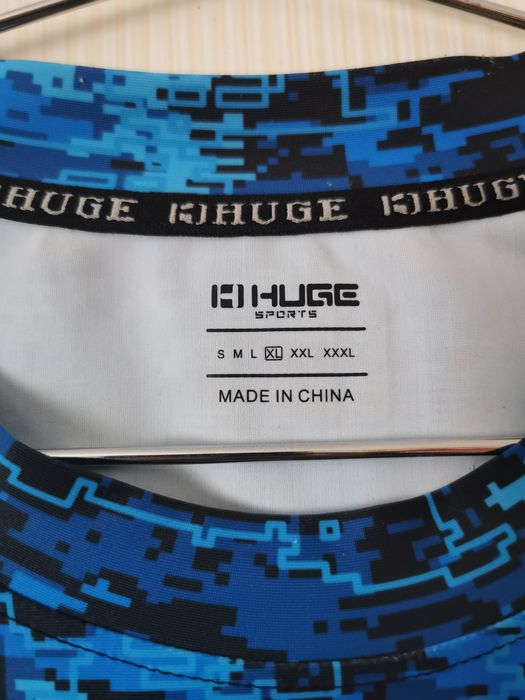 HUGE HUGE HUG
HUGE
SPORTS
S M L XL XXL XXXL
MADE IN CHINA